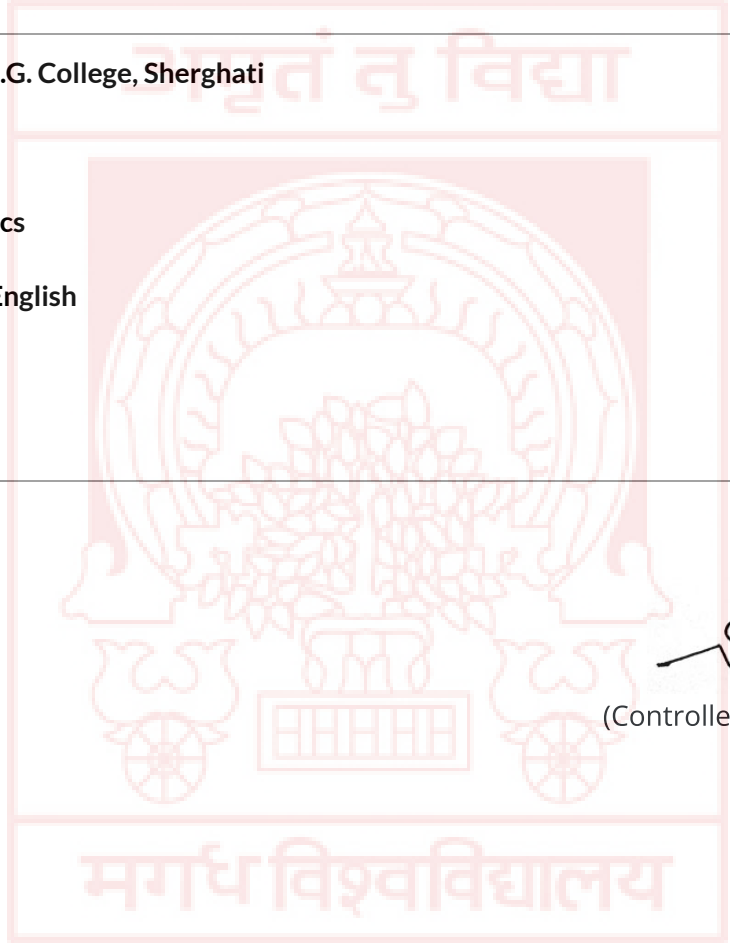 अमृतं तु विद्या
.G. College, Sherghati
cs
English
(Controlle
मगध विश्वविद्यालय